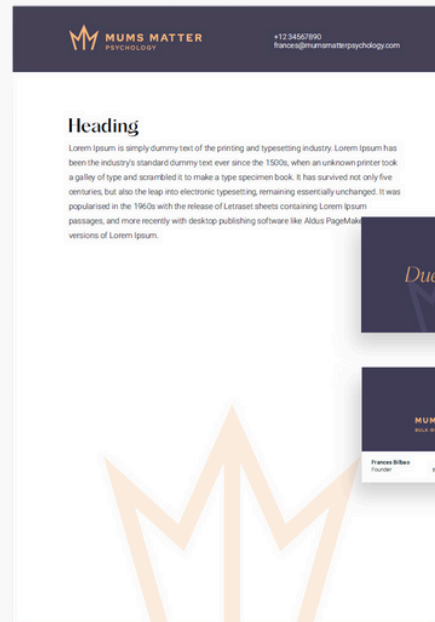 MUMS MATTER
PSYCHOLOGY
+12 34567890
frances@mumsmatterpsychology.com
Heading
Lorem Ipsum is simply dummy text of the printing and typesetting industry. Lorem Ipsum has
been the industry's standard dummy text ever since the 1500s, when an unknown printer took
a galley of type and scrambled it to make a type specimen book. It has survived not only five
centuries, but also the leap into electronic typesetting, remaining essentially unchanged. It was
popularised in the 1960s with the release of Letraset sheets containing Lorem Ipsum
passages, and more recently with desktop publishing software like Aldus PageMake
versions of Lorem Ipsum.
Due
MUM
Frances Bilbao
Founder